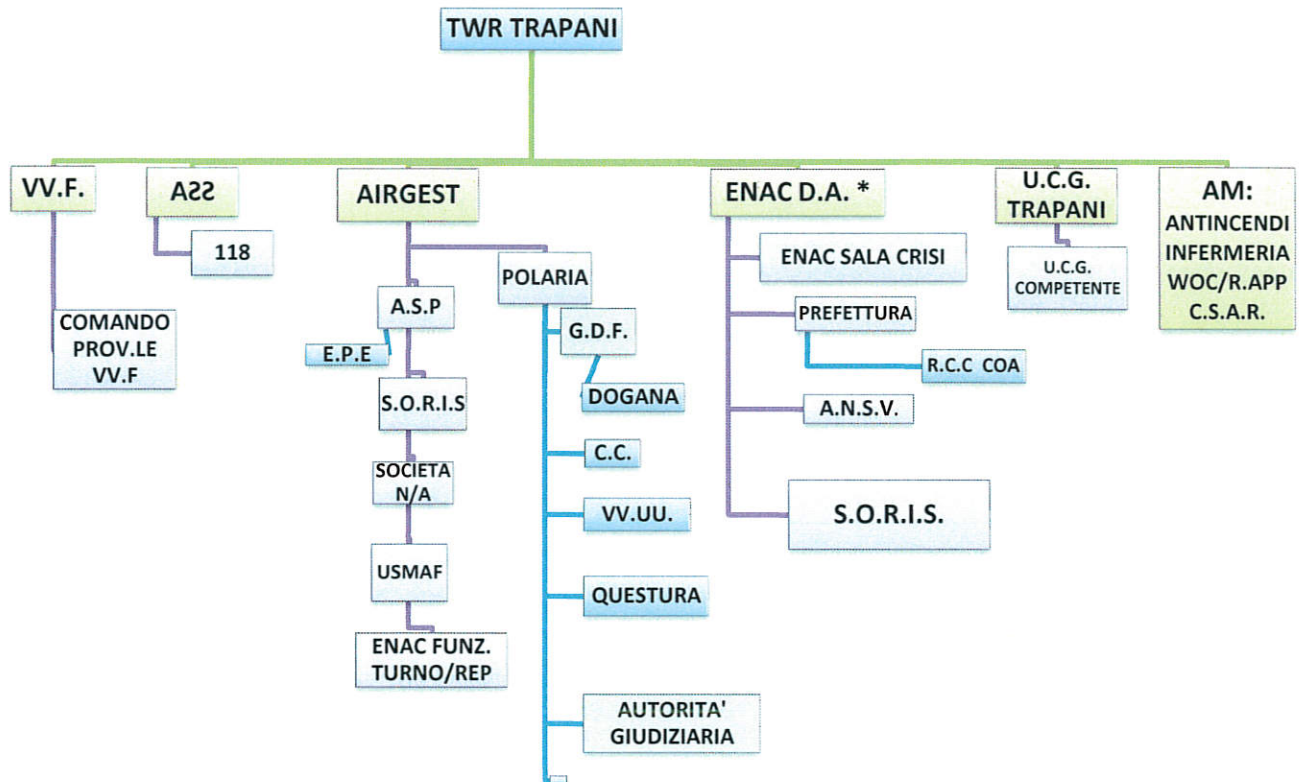 TWR TRAPANI
VV.F.
A22
AIRGEST
ENAC D.A. *
U.C.G.
TRAPANI
AM:
ANTINCENDI
INFERMERIA
WOC/R.APP
C.S.A.R.
118
COMANDO
PROV.LE
VV.F
A.S.P
E.P.E
S.O.R.I.S
SOCIETA
N/A
USMAF
ENAC FUNZ.
TURNO/REP
POLARIA
G.D.F.
DOGANA
C.C.
VV.UU.
QUESTURA
AUTORITA'
GIUDIZIARIA
ENAC SALA CRISI
PREFETTURA
R.C.C COA
A.N.S.V.
S.O.R.I.S.
U.C.G.
COMPETENTE